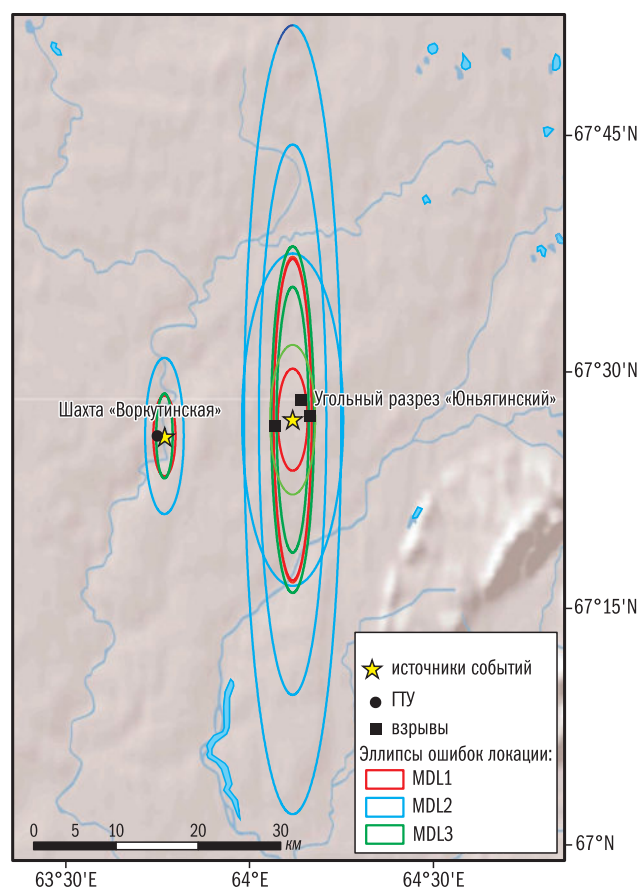 67°45'N
67°30'N
Угольный разрез «Юньягинский»
Шахта «Воркутинская»
67°15'N
источники событий
ГТУ
взрывы
Эллипсы ошибок локации:
MDL1
MDL2
MDL3
0 5 10 20 30
км
67°N
63°30'E 64°E 64°30'E